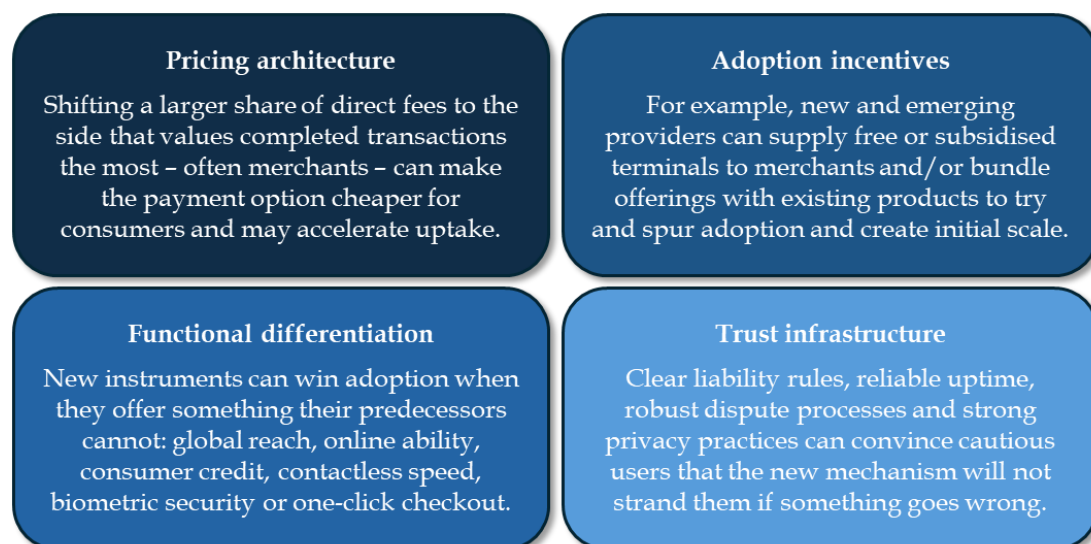 Pricing architecture
Shifting a larger share of direct fees to the
side that values completed transactions
the most – often merchants – can make
the payment option cheaper for
consumers and may accelerate uptake.
Adoption incentives
For example, new and emerging
providers can supply free or subsidised
terminals to merchants and/or bundle
offerings with existing products to try
and spur adoption and create initial scale.
Functional differentiation
New instruments can win adoption when
they offer something their predecessors
cannot: global reach, online ability,
consumer credit, contactless speed,
biometric security or one-click checkout.
Trust infrastructure
Clear liability rules, reliable uptime,
robust dispute processes and strong
privacy practices can convince cautious
users that the new mechanism will not
strand them if something goes wrong.